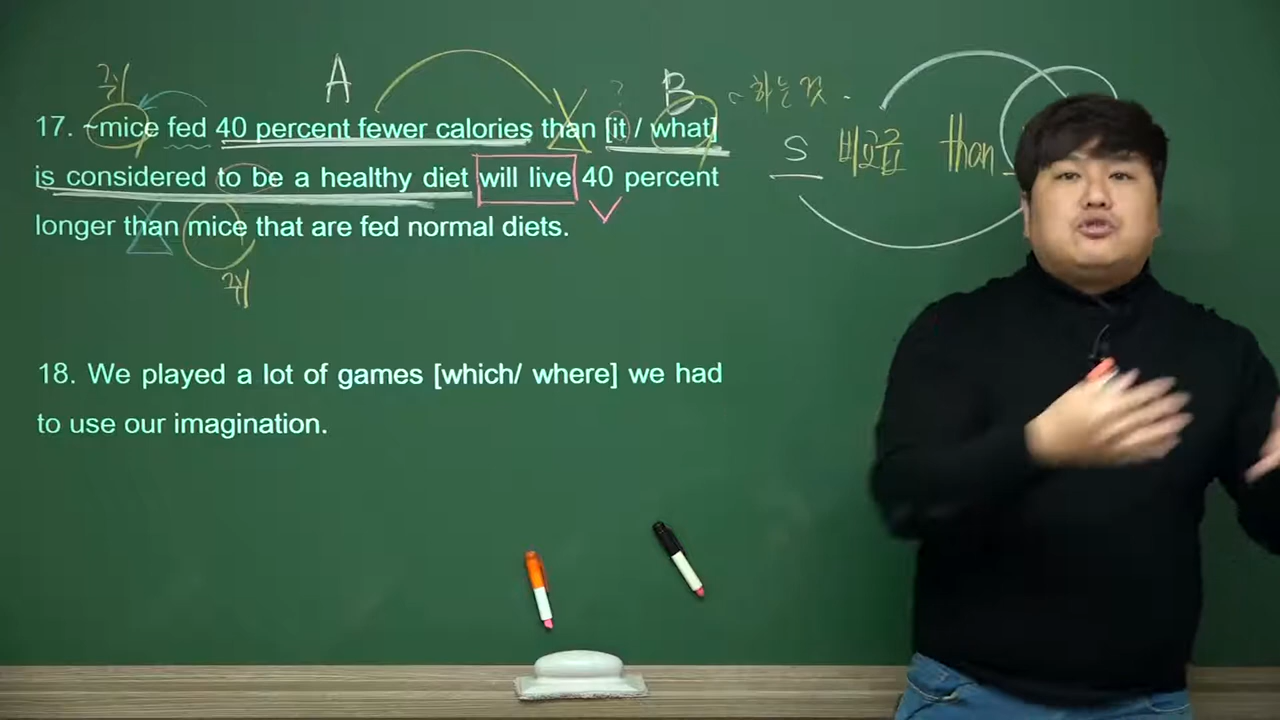 쥐 A ? B ~하는 것.
17. ~mice fed 40 percent fewer calories than [it / what]
is considered to be a healthy diet will live 40 percent
longer than mice that are fed normal diets.
쥐
S 비교급 than
18. We played a lot of games [which/ where] we had
to use our imagination.